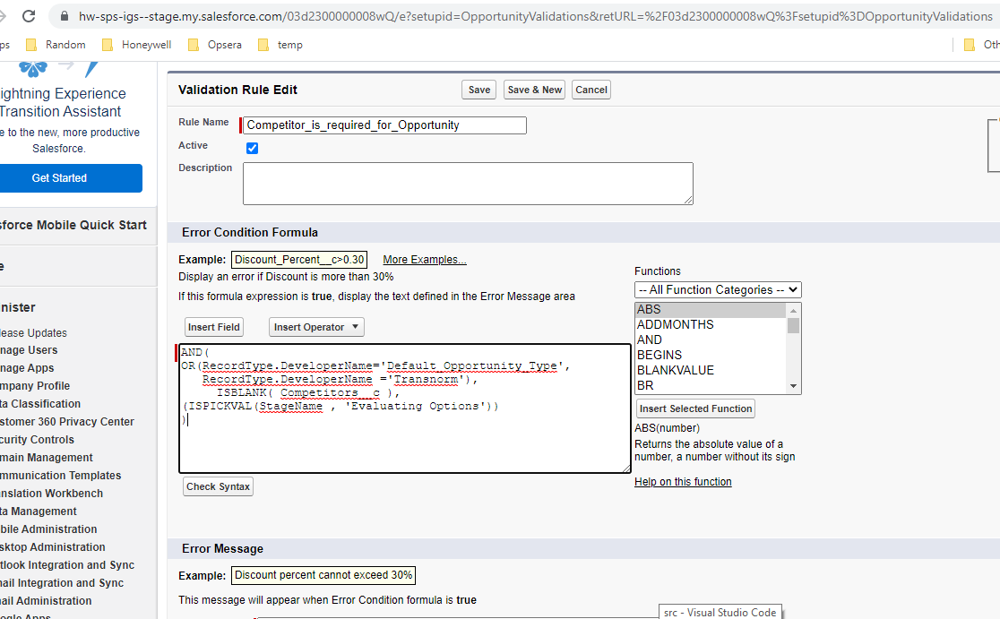 hw-sps-igs--stage.my.salesforce.com/03d2300000008wQ/e?setupid=OpportunityValidations&retURL=%2F03d2300000008wQ%3Fsetupid%3DOpportunityValidations
ps Random Honeywell Opsera temp Oth
ightning Experience
Transition Assistant
e to the new, more productive
Salesforce.
Get Started
sforce Mobile Quick Start
e
nister
ease Updates
nage Users
nage Apps
mpany Profile
ta Classification
stomer 360 Privacy Center
curity Controls
main Management
mmunication Templates
anslation Workbench
ta Management
bile Administration
sktop Administration
tlook Integration and Sync
mail Integration and Sync
mail Administration
ogle Apps
Validation Rule Edit
Save Save & New Cancel
Rule Name Competitor_is_required_for_Opportunity
Active
Description
Error Condition Formula
Example: Discount_Percent__c>0.30 More Examples...
Display an error if Discount is more than 30%
If this formula expression is true, display the text defined in the Error Message area
Insert Field Insert Operator
AND(
OR(RecordType.DeveloperName='Default_Opportunity_Type',
RecordType.DeveloperName ='Transnorm'),
ISBLANK( Competitors__c ),
(ISPICKVAL(StageName , 'Evaluating Options'))
)
Check Syntax
Functions
-- All Function Categories --
ABS
ADDMONTHS
AND
BEGINS
BLANKVALUE
BR
Insert Selected Function
ABS(number)
Returns the absolute value of a
number, a number without its sign
Help on this function
Error Message
Example: Discount percent cannot exceed 30%
This message will appear when Error Condition formula is true
src - Visual Studio Code